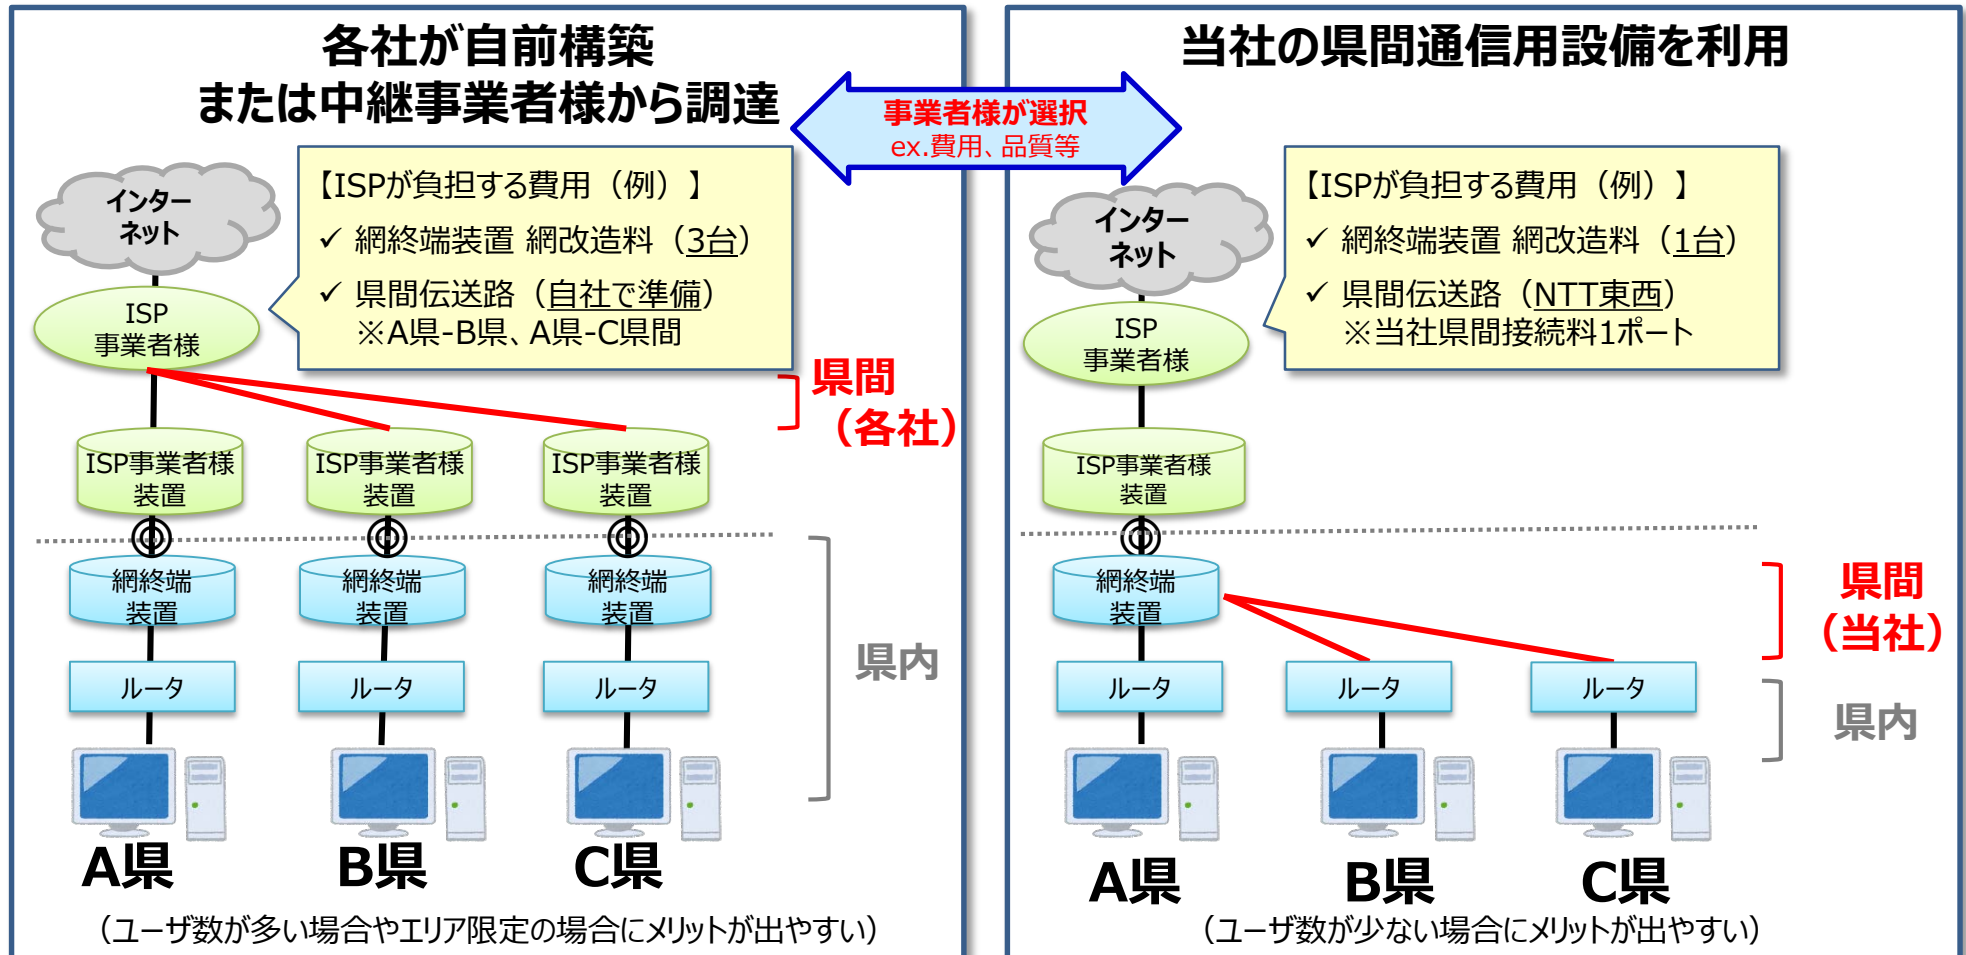 各社が自前構築
または中継事業者様から調達
インター
ネット
【ISPが負担する費用（例）】
✓ 網終端装置 網改造料（3台）
✓ 県間伝送路（自社で準備）
※A県-B県、A県-C県間
ISP
事業者様
県間
（各社）
ISP事業者様
装置
ISP事業者様
装置
ISP事業者様
装置
網終端
装置
網終端
装置
網終端
装置
県内
ルータ
ルータ
ルータ
A県
B県
C県
（ユーザ数が多い場合やエリア限定の場合にメリットが出やすい）
事業者様が選択
ex.費用、品質等
当社の県間通信用設備を利用
インター
ネット
【ISPが負担する費用（例）】
✓ 網終端装置 網改造料（1台）
✓ 県間伝送路（NTT東西）
※当社県間接続料1ポート
ISP
事業者様
ISP事業者様
装置
網終端
装置
県間
（当社）
ルータ
ルータ
ルータ
県内
A県
B県
C県
（ユーザ数が少ない場合にメリットが出やすい）